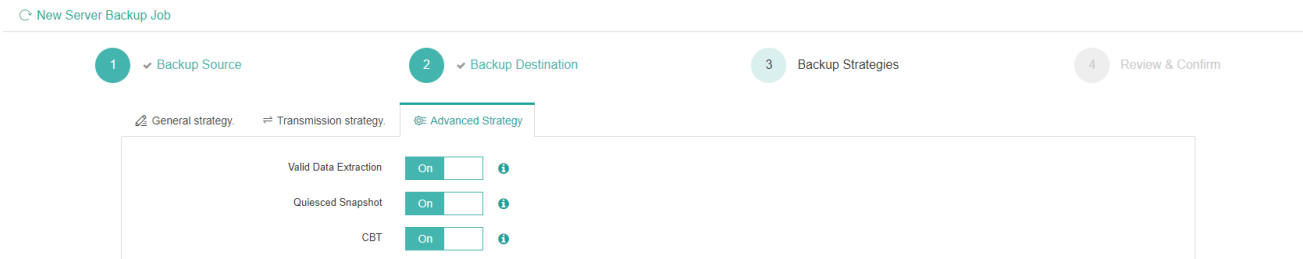 New Server Backup Job
1 Backup Source 2 Backup Destination 3 Backup Strategies 4 Review & Confirm
General strategy. Transmission strategy. Advanced Strategy
Valid Data Extraction On
Quiesced Snapshot On
CBT On